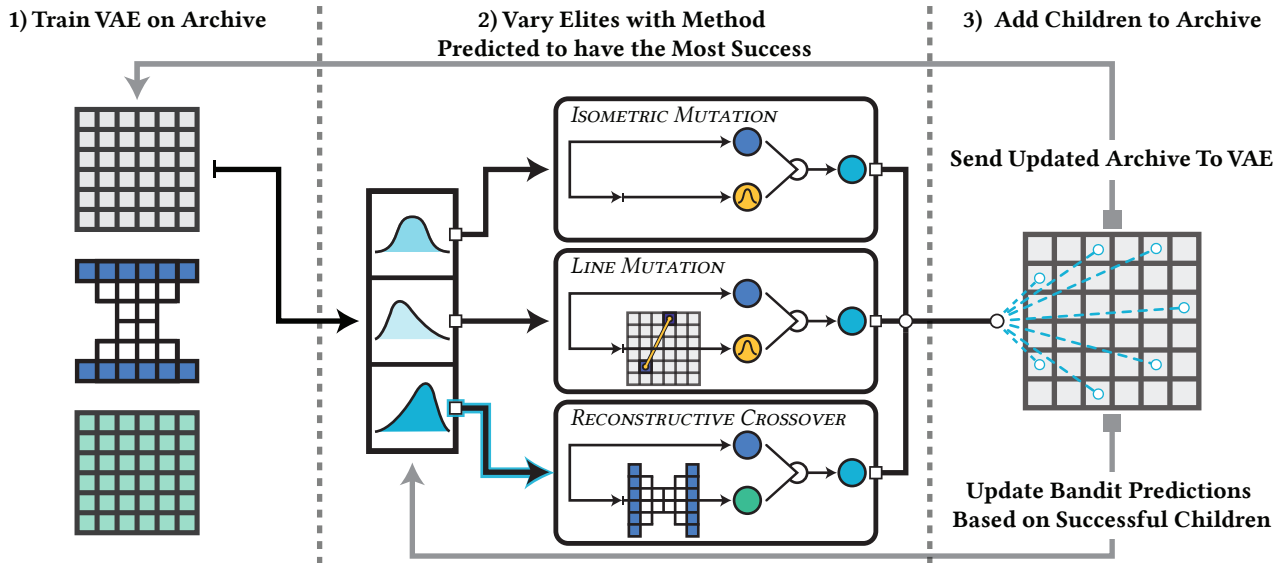 1) Train VAE on Archive
2) Vary Elites with Method
Predicted to have the Most Success
3) Add Children to Archive
Isometric Mutation
Line Mutation
Reconstructive Crossover
Send Updated Archive To VAE
Update Bandit Predictions
Based on Successful Children